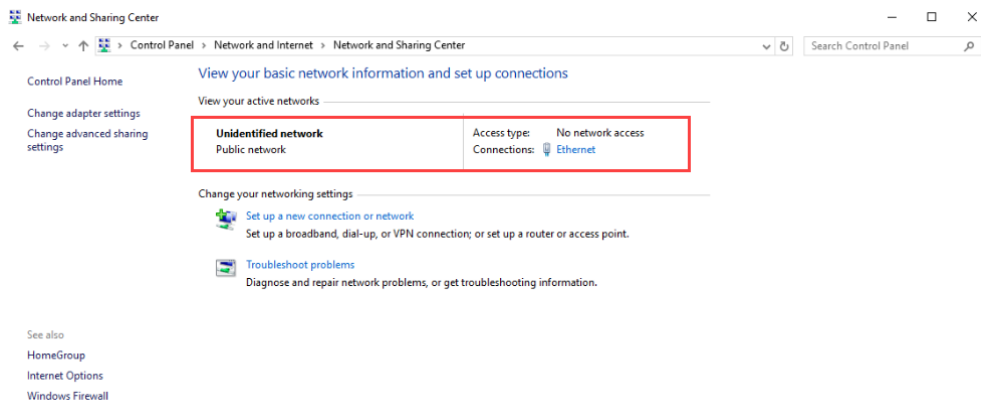 Network and Sharing Center
Control Panel > Network and Internet > Network and Sharing Center
Search Control Panel
Control Panel Home
Change adapter settings
Change advanced sharing
settings
View your basic network information and set up connections
View your active networks
Unidentified network
Public network
Access type: No network access
Connections: Ethernet
Change your networking settings
Set up a new connection or network
Set up a broadband, dial-up, or VPN connection; or set up a router or access point.
Troubleshoot problems
Diagnose and repair network problems, or get troubleshooting information.
See also
HomeGroup
Internet Options
Windows Firewall